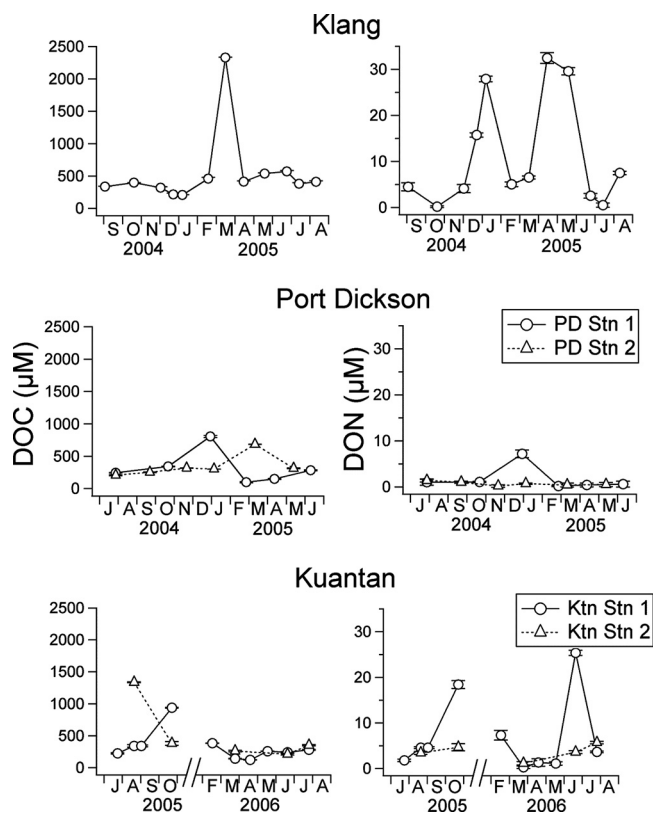 Klang
2500
2000
1500
1000
500
0
S O N D J F M A M J J A
2004 2005
30
20
10
0
S O N D J F M A M J J A
2004 2005
Port Dickson
DOC (μM)
2500
2000
1500
1000
500
0
J A S O N D J F M A M J
2004 2005
DON (μM)
30
20
10
0
J A S O N D J F M A M J
2004 2005
PD Stn 1
PD Stn 2
Kuantan
2500
2000
1500
1000
500
0
J A S O F M A M J J A
2005 2006
30
20
10
0
J A S O F M A M J J A
2005 2006
Ktn Stn 1
Ktn Stn 2